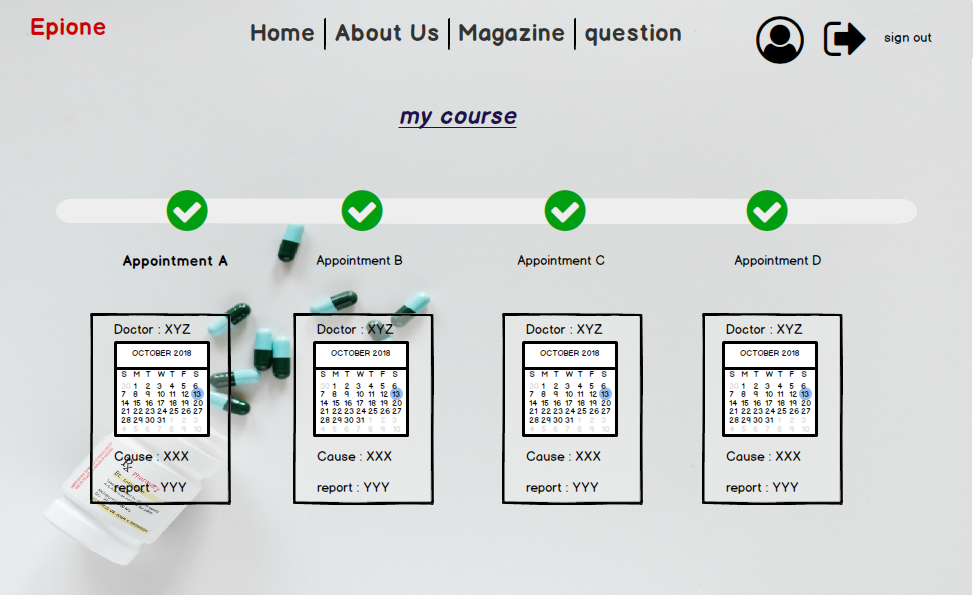 Epione
Home | About Us | Magazine | question
sign out
my course
Appointment A
Appointment B
Appointment C
Appointment D
Doctor : XYZ
OCTOBER 2018
S M T W T F S
30 1 2 3 4 5 6
7 8 9 10 11 12 13
14 15 16 17 18 19 20
21 22 23 24 25 26 27
28 29 30 31 1 2 3
4 5 6 7 8 9 10
Cause : XXX
report : YYY
Doctor : XYZ
OCTOBER 2018
S M T W T F S
30 1 2 3 4 5 6
7 8 9 10 11 12 13
14 15 16 17 18 19 20
21 22 23 24 25 26 27
28 29 30 31 1 2 3
4 5 6 7 8 9 10
Cause : XXX
report : YYY
Doctor : XYZ
OCTOBER 2018
S M T W T F S
30 1 2 3 4 5 6
7 8 9 10 11 12 13
14 15 16 17 18 19 20
21 22 23 24 25 26 27
28 29 30 31 1 2 3
4 5 6 7 8 9 10
Cause : XXX
report : YYY
Doctor : XYZ
OCTOBER 2018
S M T W T F S
30 1 2 3 4 5 6
7 8 9 10 11 12 13
14 15 16 17 18 19 20
21 22 23 24 25 26 27
28 29 30 31 1 2 3
4 5 6 7 8 9 10
Cause : XXX
report : YYY
Rx
Pharmacy